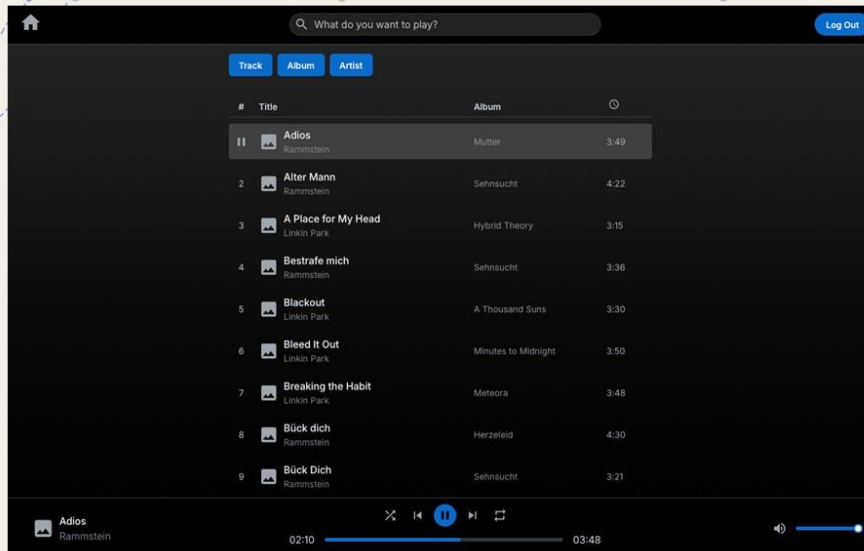 What do you want to play?
Log Out
Track Album Artist
# Title Album
Adios
Rammstein
Mutter
3:49
2
Alter Mann
Rammstein
Sehnsucht
4:22
3
A Place for My Head
Linkin Park
Hybrid Theory
3:15
4
Bestrafe mich
Rammstein
Sehnsucht
3:36
5
Blackout
Linkin Park
A Thousand Suns
3:30
6
Bleed It Out
Linkin Park
Minutes to Midnight
3:50
7
Breaking the Habit
Linkin Park
Meteora
3:48
8
Bück dich
Rammstein
Herzeleid
4:30
9
Bück Dich
Rammstein
Sehnsucht
3:21
Adios
Rammstein
02:10
03:48